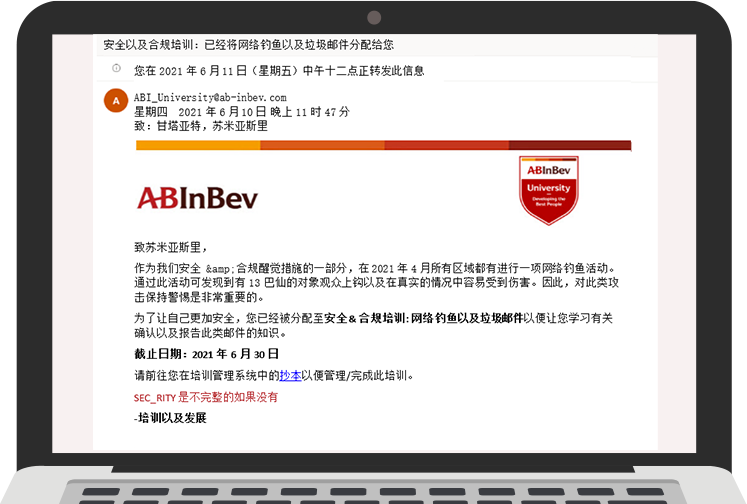 安全以及合规培训：已经将网络钓鱼以及垃圾邮件分配给您
您在 2021 年 6 月 11 日（星期五）中午十二点正转发此信息
A
ABI_University@ab-inbev.com
星期四 2021 年 6 月 10 日 晚上 11 时 47 分
致：甘塔亚特，苏米亚斯里
ABInBev
ABInBev
University
Developing the
Best People
致苏米亚斯里，
作为我们安全 &amp;合规醒觉措施的一部分，在 2021 年 4 月所有区域都有进行一项网络钓鱼活动。
通过此活动可发现到有 13 巴仙的对象观众上钩以及在真实的情况中容易受到伤害。因此，对此类攻
击保持警惕是非常重要的。
为了让自己更加安全，您已经被分配至安全＆合规培训：网络钓鱼以及垃圾邮件以便让您学习有关
确认以及报告此类邮件的知识。
截止日期：2021 年 6 月 30 日
请前往您在培训管理系统中的抄本以便管理/完成此培训。
SEC_RITY 是不完整的如果没有
-培训以及发展